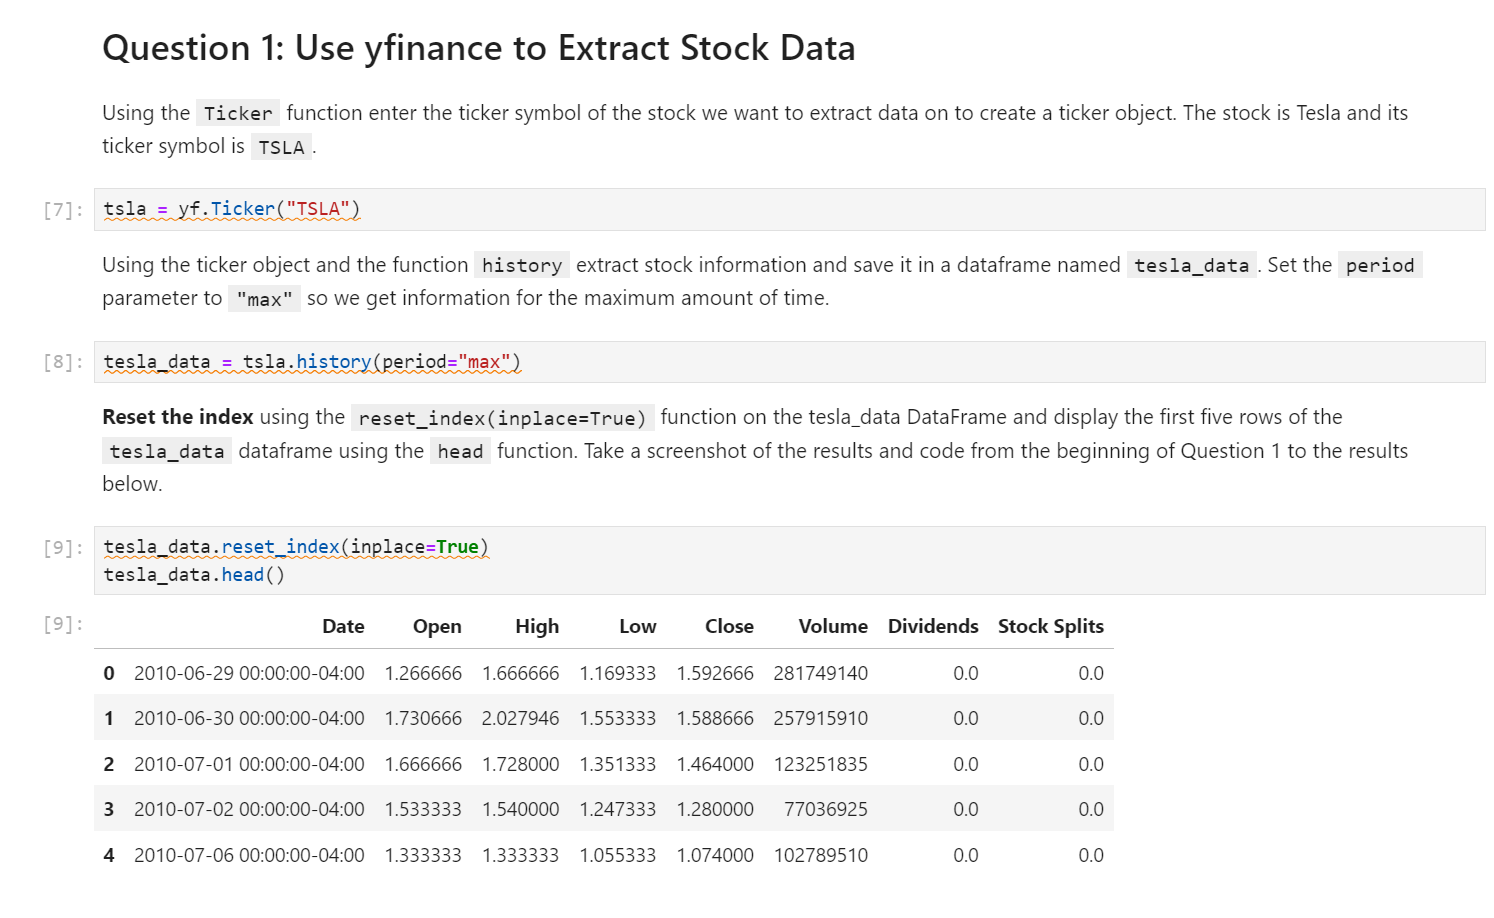 Question 1: Use yfinance to Extract Stock Data
Using the Ticker function enter the ticker symbol of the stock we want to extract data on to create a ticker object. The stock is Tesla and its
ticker symbol is TSLA .
[7]: tsla = yf.Ticker("TSLA")
Using the ticker object and the function history extract stock information and save it in a dataframe named tesla_data . Set the period
parameter to "max" so we get information for the maximum amount of time.
[8]: tesla_data = tsla.history(period="max")
Reset the index using the reset_index(inplace=True) function on the tesla_data DataFrame and display the first five rows of the
tesla_data dataframe using the head function. Take a screenshot of the results and code from the beginning of Question 1 to the results
below.
[9]: tesla_data.reset_index(inplace=True)
tesla_data.head()
[9]: Date Open High Low Close Volume Dividends Stock Splits
0 2010-06-29 00:00:00-04:00 1.266666 1.666666 1.169333 1.592666 281749140 0.0 0.0
1 2010-06-30 00:00:00-04:00 1.730666 2.027946 1.553333 1.588666 257915910 0.0 0.0
2 2010-07-01 00:00:00-04:00 1.666666 1.728000 1.351333 1.464000 123251835 0.0 0.0
3 2010-07-02 00:00:00-04:00 1.533333 1.540000 1.247333 1.280000 77036925 0.0 0.0
4 2010-07-06 00:00:00-04:00 1.333333 1.333333 1.055333 1.074000 102789510 0.0 0.0